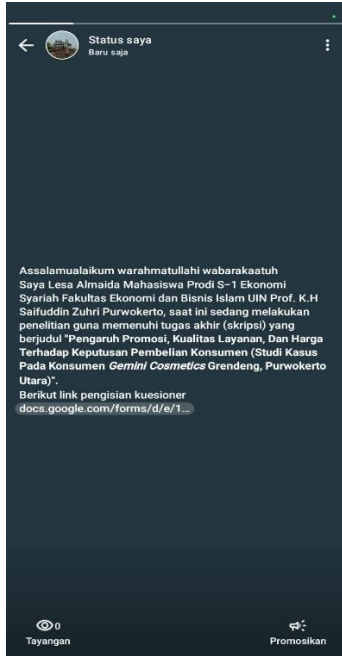 Status saya
Baru saja
Assalamualaikum warahmatullahi wabarakaatuh
Saya Lesa Almaida Mahasiswa Prodi S-1 Ekonomi
Syariah Fakultas Ekonomi dan Bisnis Islam UIN Prof. K.H
Saifuddin Zuhri Purwokerto, saat ini sedang melakukan
penelitian guna memenuhi tugas akhir (skripsi) yang
berjudul "Pengaruh Promosi, Kualitas Layanan, Dan Harga
Terhadap Keputusan Pembelian Konsumen (Studi Kasus
Pada Konsumen Gemini Cosmetics Grendeng, Purwokerto
Utara)".
Berikut link pengisian kuesioner
docs.google.com/forms/d/e/1...
0
Tayangan
Promosikan